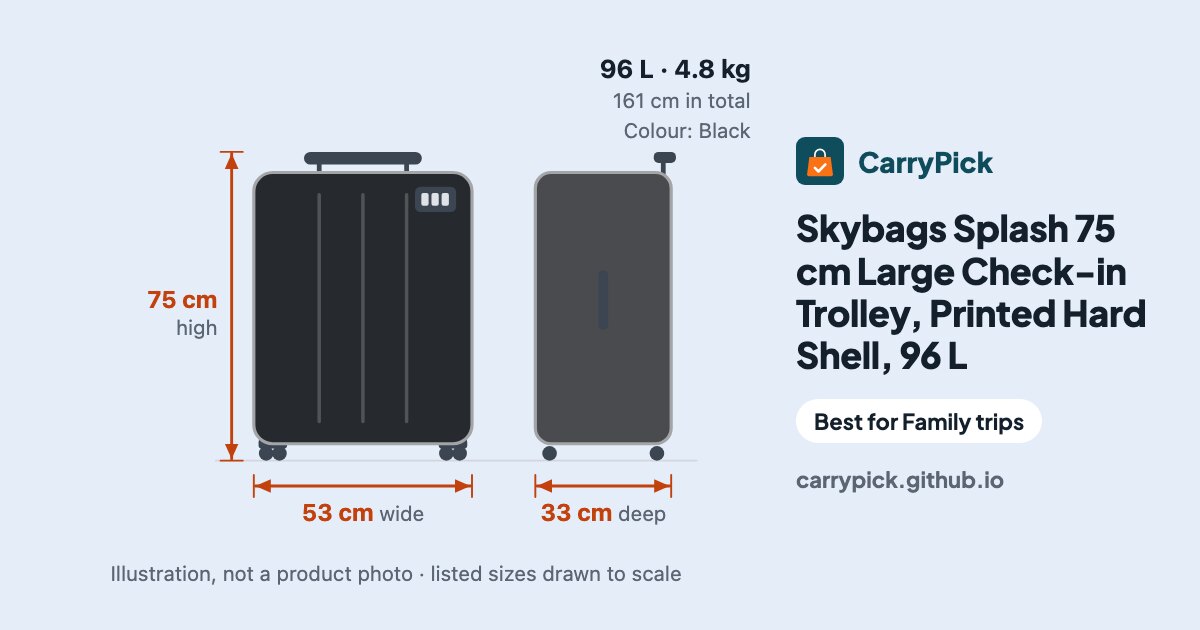 96 L · 4.8 kg
161 cm in total
Colour: Black
75 cm
high
53 cm wide
33 cm deep
Illustration, not a product photo · listed sizes drawn to scale
CarryPick
Skybags Splash 75
cm Large Check-in
Trolley, Printed Hard
Shell, 96 L
Best for Family trips
carrypick.github.io